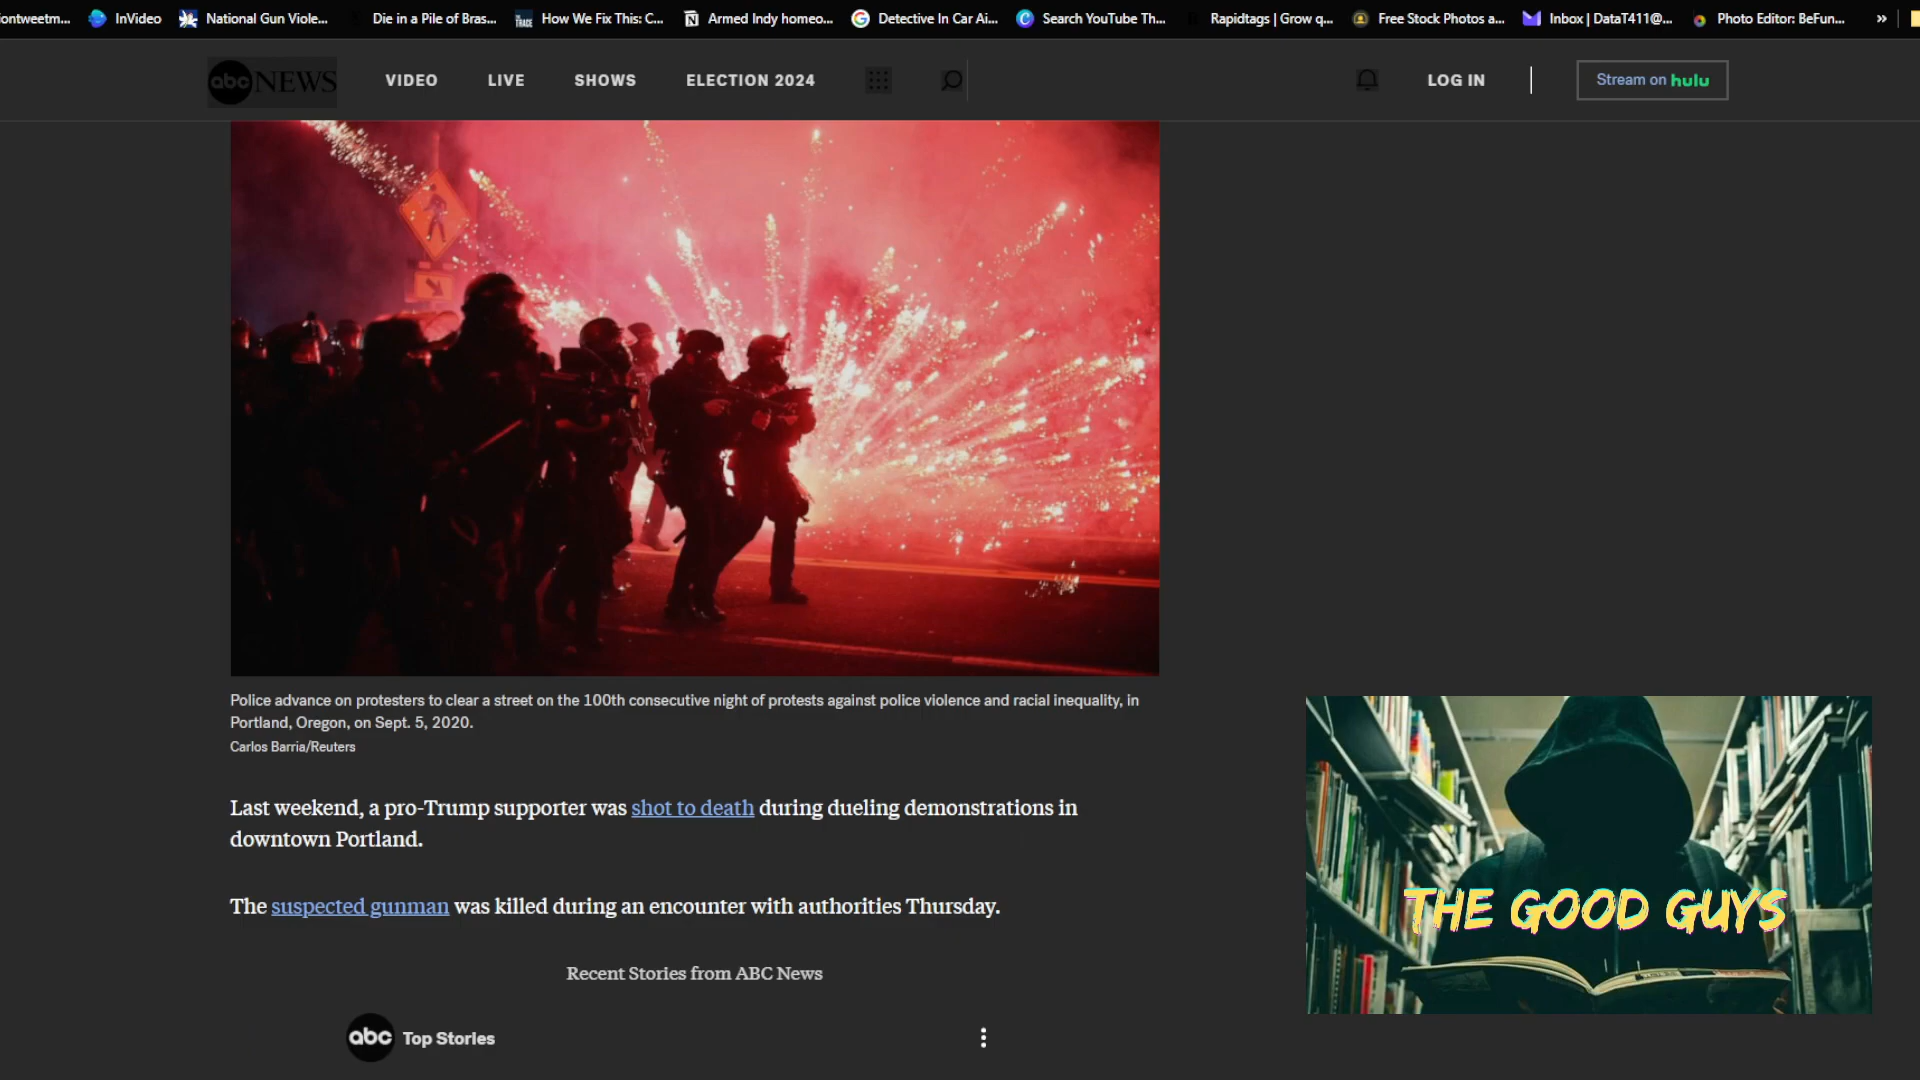 iontweetm...
InVideo
National Gun Viole...
Die in a Pile of Bras...
How We Fix This: C...
Armed Indy homeo...
Detective In Car Ai...
Search YouTube Th...
Rapidtags | Grow q...
Free Stock Photos a...
Inbox | DataT411@...
Photo Editor: BeFun...
»
abc NEWS
VIDEO
LIVE
SHOWS
ELECTION 2024
LOG IN
Stream on hulu
Police advance on protesters to clear a street on the 100th consecutive night of protests against police violence and racial inequality, in
Portland, Oregon, on Sept. 5, 2020.
Carlos Barria/Reuters
Last weekend, a pro-Trump supporter was shot to death during dueling demonstrations in
downtown Portland.
The suspected gunman was killed during an encounter with authorities Thursday.
Recent Stories from ABC News
abc Top Stories
THE GOOD GUYS